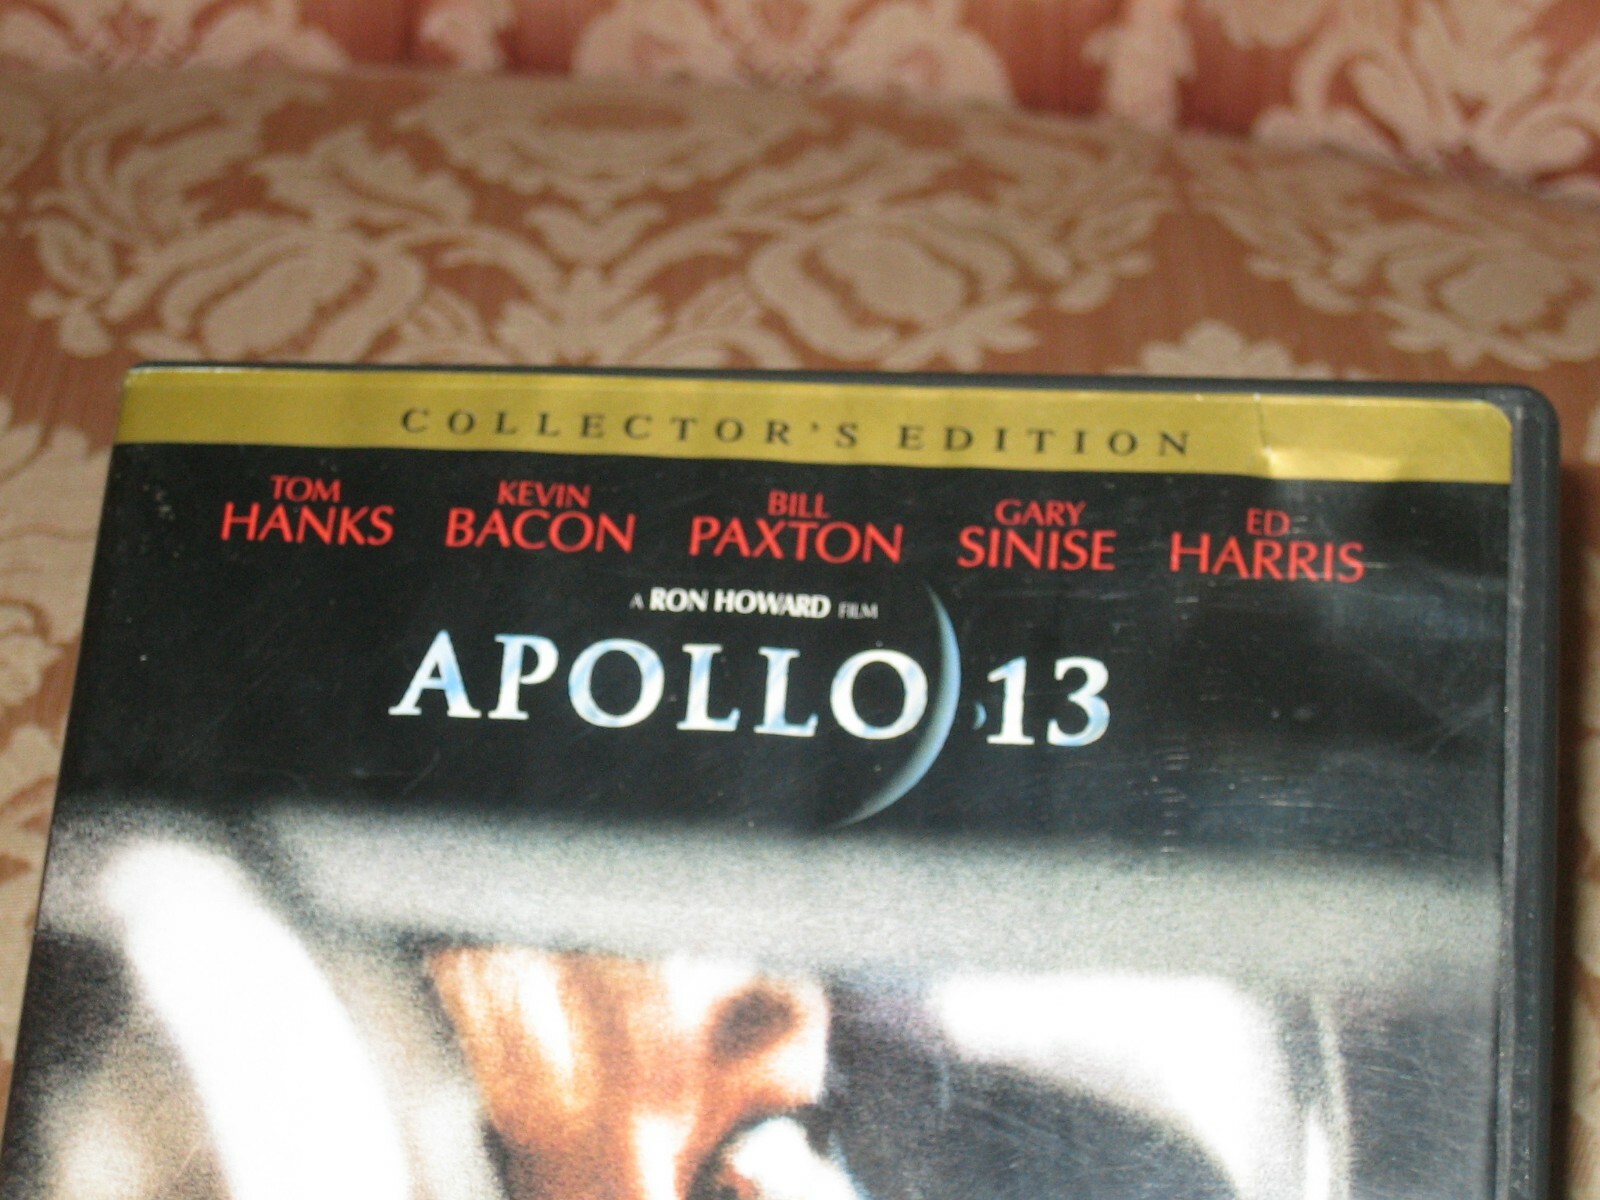 COLLECTOR'S EDITION
TOM HANKS
KEVIN BACON
BILL PAXTON
GARY SINISE
ED HARRIS
A RON HOWARD FILM
APOLLO 13